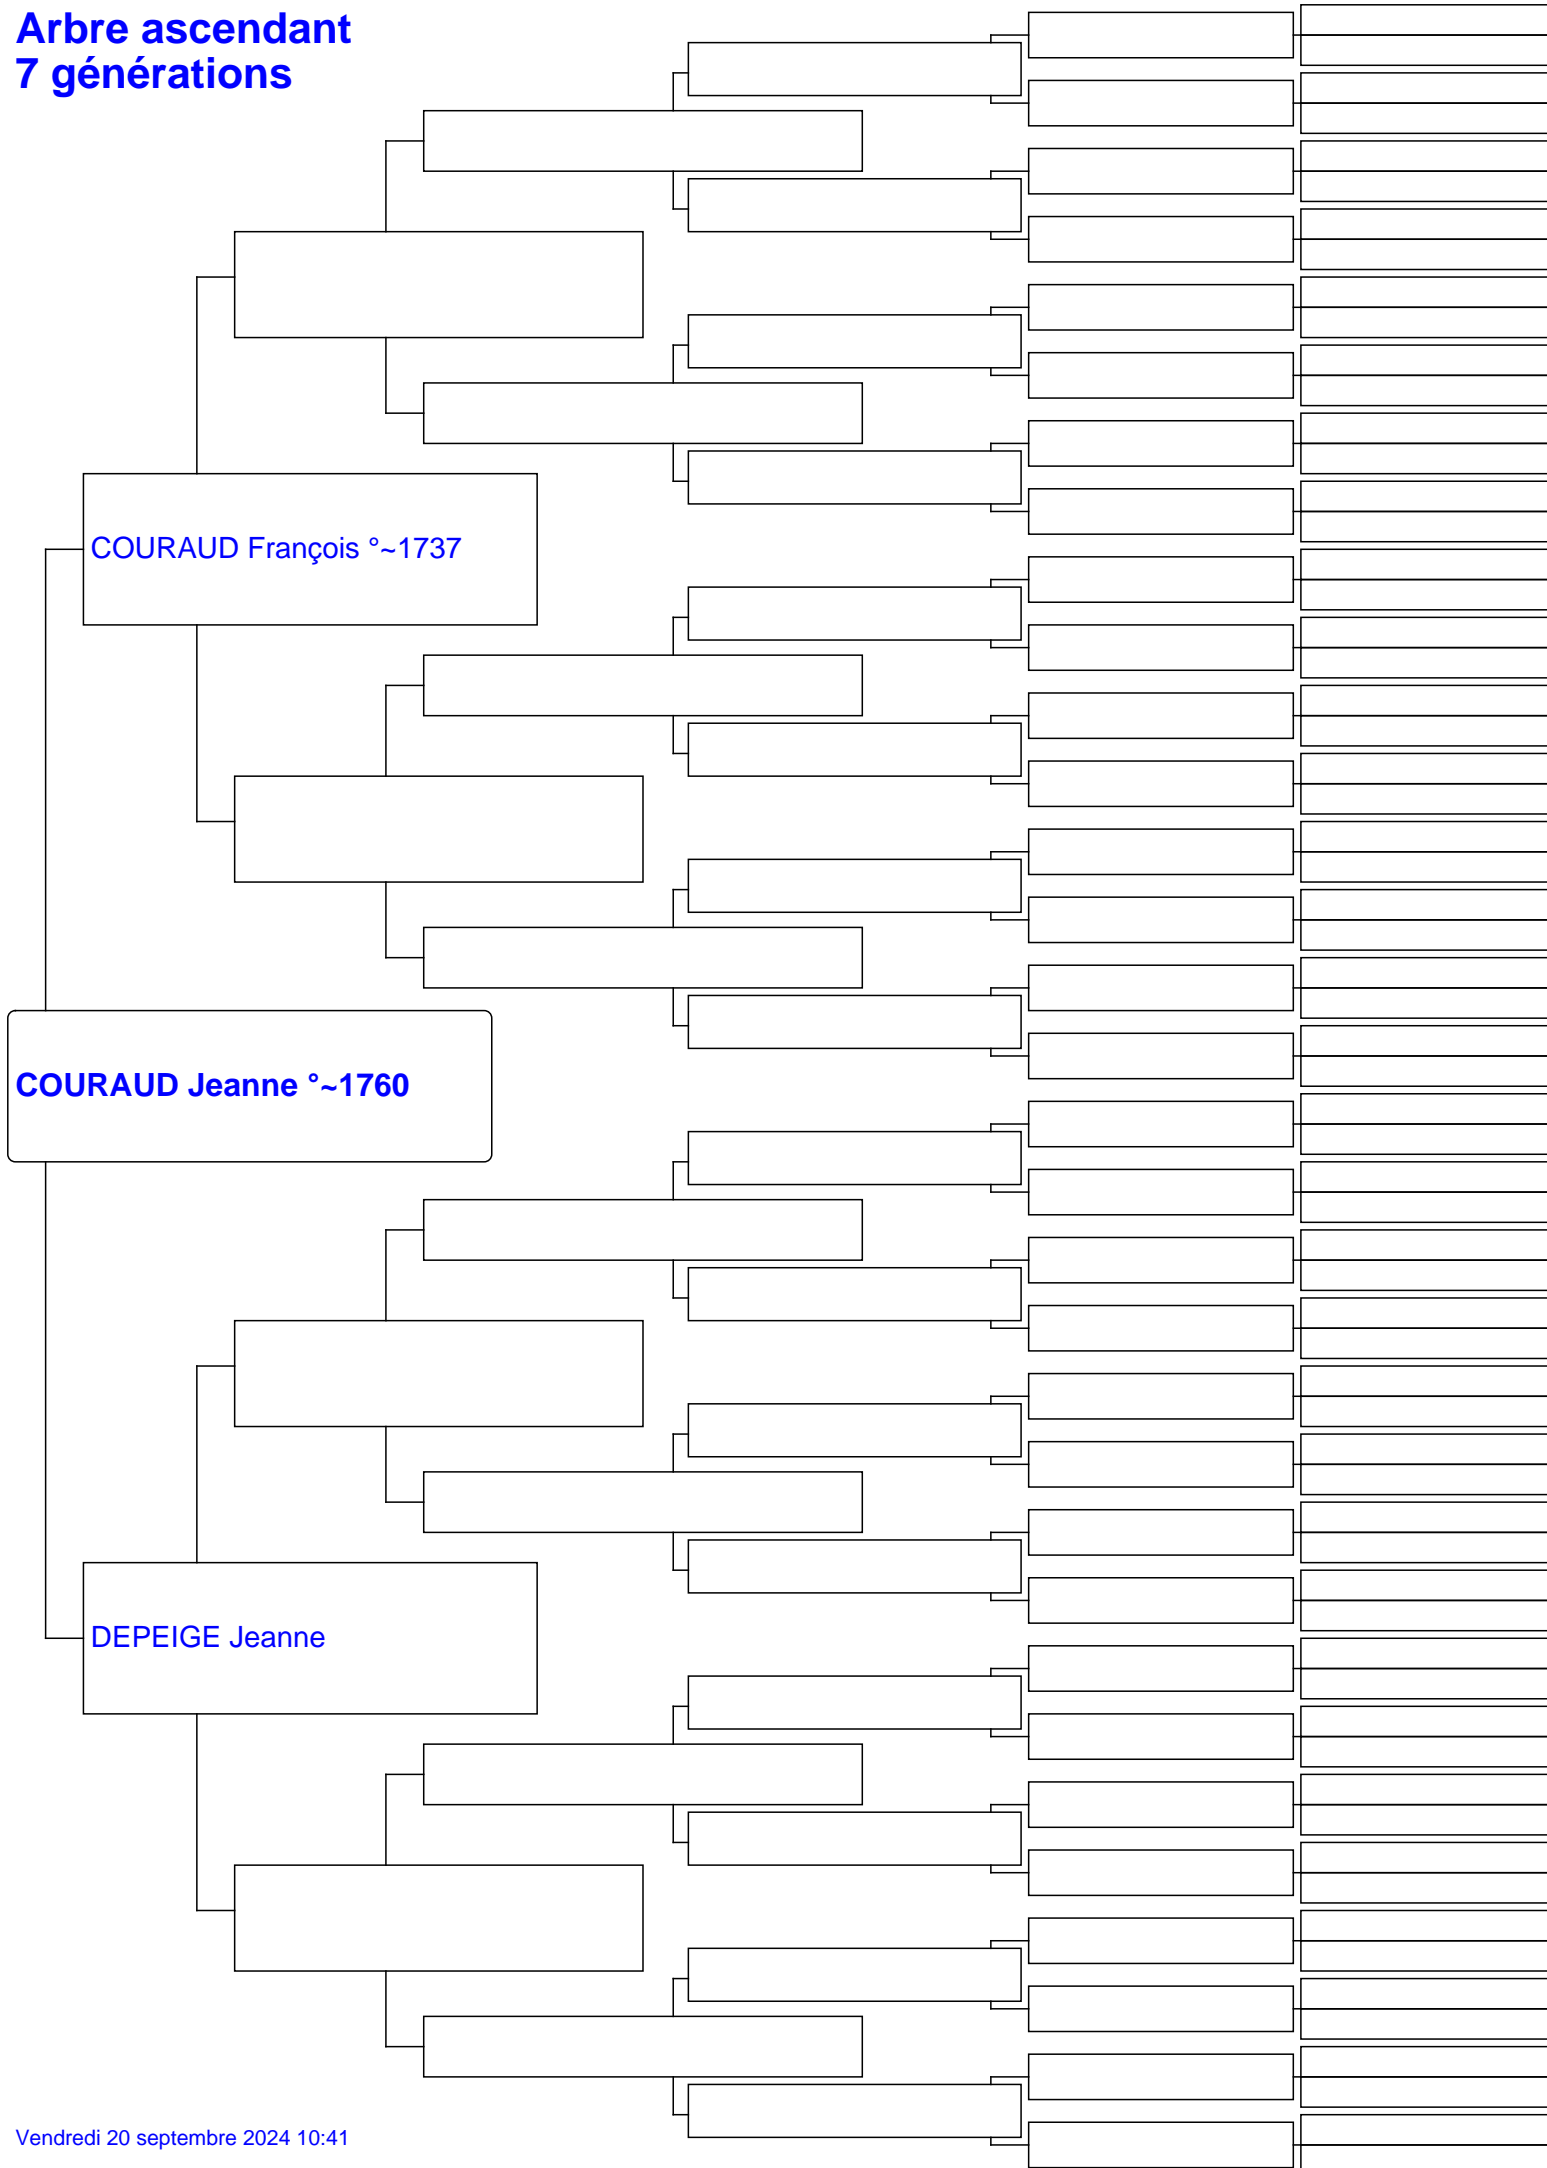 Arbre ascendant
7 générations
COURAUD François °~1737
COURAUD Jeanne °~1760
DEPEIGE Jeanne
Vendredi 20 septembre 2024 10:41